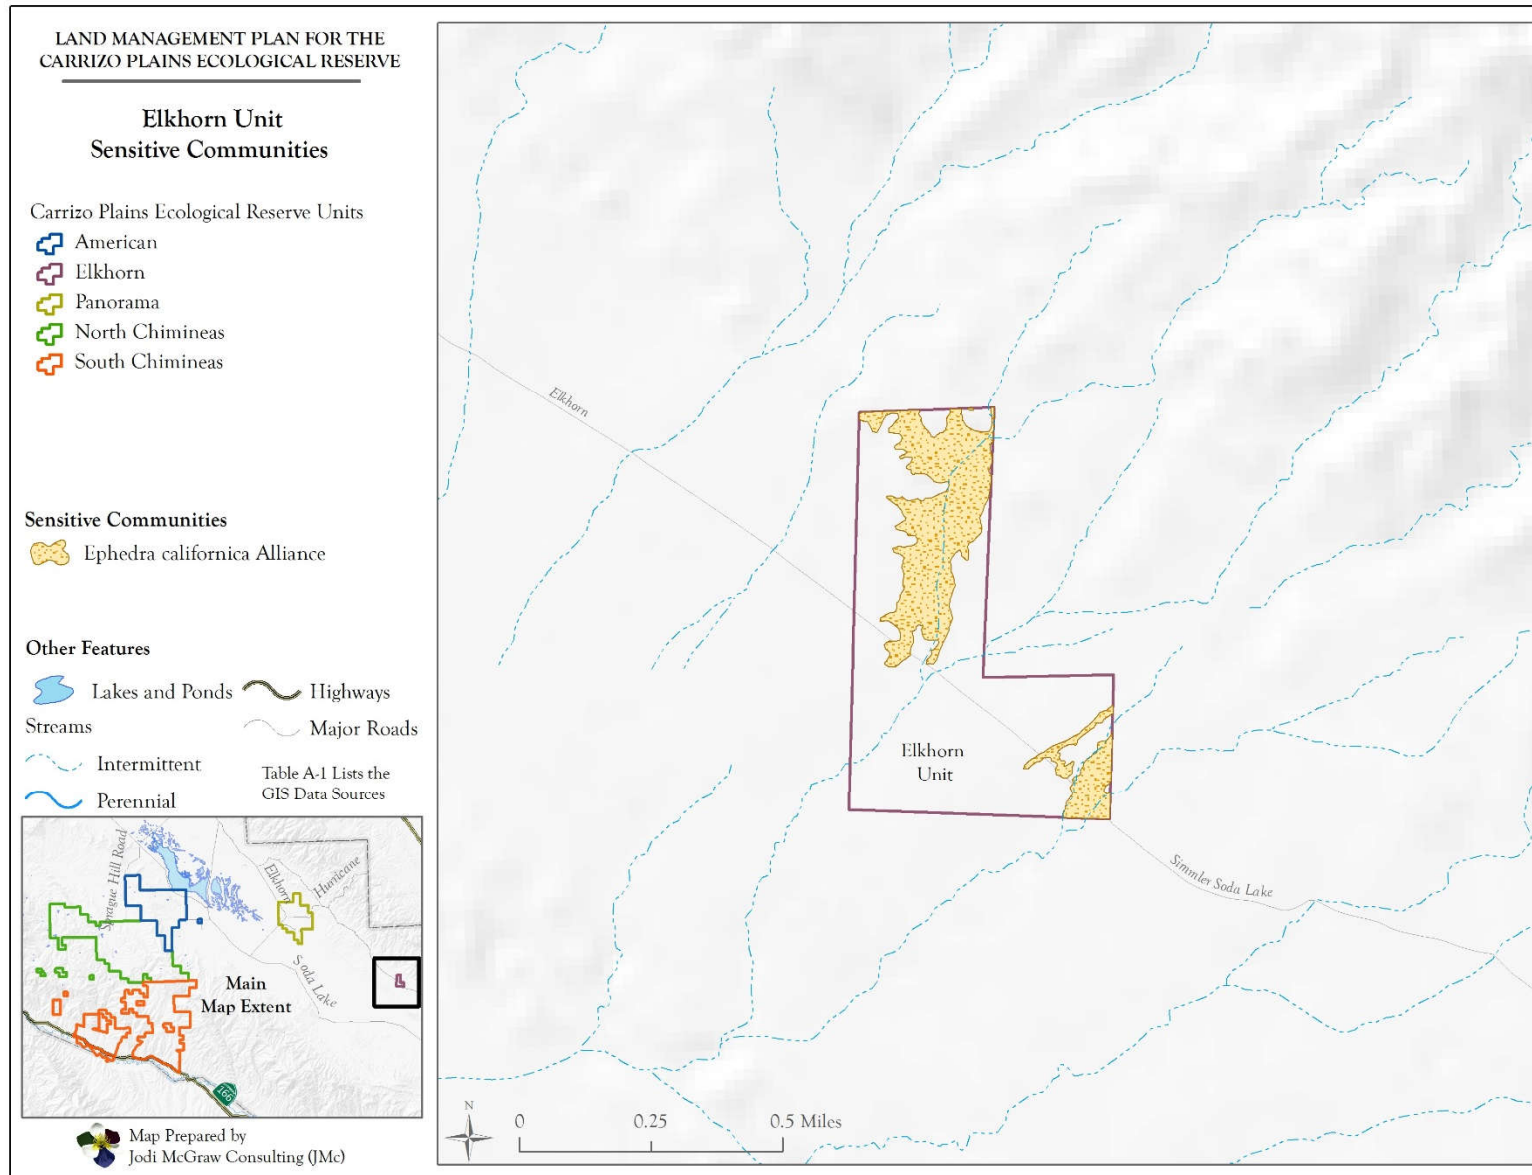 LAND MANAGEMENT PLAN FOR THE
CARRIZO PLAINS ECOLOGICAL RESERVE
Elkhorn Unit
Sensitive Communities
Carrizo Plains Ecological Reserve Units
American
Elkhorn
Panorama
North Chimineas
South Chimineas
Sensitive Communities
Ephedra californica Alliance
Other Features
Lakes and Ponds
Highways
Streams
Major Roads
Intermittent
Table A-1 Lists the
GIS Data Sources
Perennial
Sprague Hill Road
Elkhorn
Hurricane
Soda Lake
Main
Map Extent
166
Map Prepared by
Jodi McGraw Consulting (JMc)
Elkhorn
Elkhorn
Unit
Simmler Soda Lake
N
0
0.25
0.5 Miles